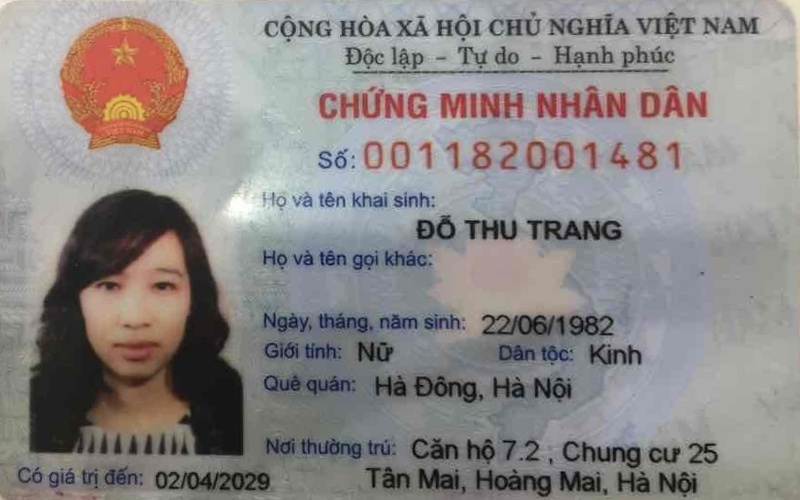 CỘNG HÒA XÃ HỘI CHỦ NGHĨA VIỆT NAM
Độc lập - Tự do - Hạnh phúc
CHỨNG MINH NHÂN DÂN
Số: 001182001481
Họ và tên khai sinh:
ĐỖ THU TRANG
Họ và tên gọi khác:
Ngày, tháng, năm sinh: 22/06/1982
Giới tính: Nữ Dân tộc: Kinh
Quê quán: Hà Đông, Hà Nội
Nơi thường trú: Căn hộ 7.2 , Chung cư 25
Tân Mai, Hoàng Mai, Hà Nội
Có giá trị đến: 02/04/2029
VIỆT NAM